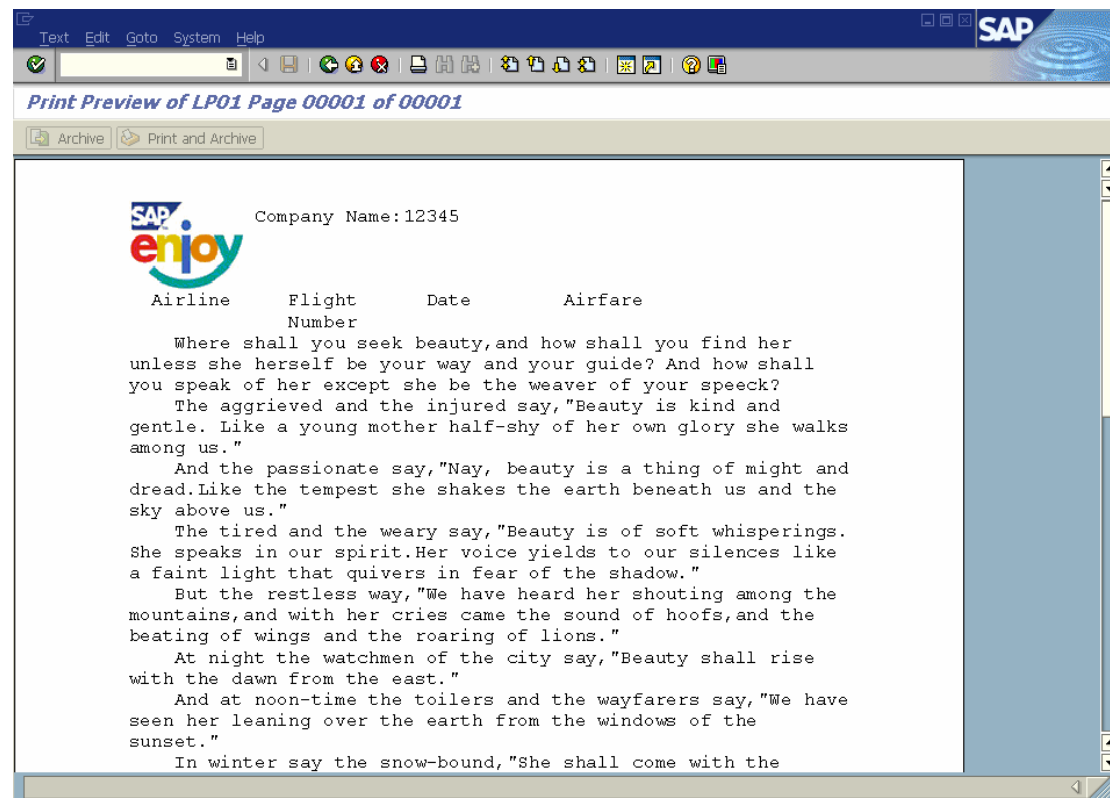 Text Edit Goto System Help
SAP
Print Preview of LP01 Page 00001 of 00001
Archive Print and Archive
SAP
enjoy
Company Name:12345
Airline Flight Date Airfare
Number
Where shall you seek beauty,and how shall you find her
unless she herself be your way and your guide? And how shall
you speak of her except she be the weaver of your speeck?
The aggrieved and the injured say,"Beauty is kind and
gentle. Like a young mother half-shy of her own glory she walks
among us."
And the passionate say,"Nay, beauty is a thing of might and
dread.Like the tempest she shakes the earth beneath us and the
sky above us."
The tired and the weary say,"Beauty is of soft whisperings.
She speaks in our spirit.Her voice yields to our silences like
a faint light that quivers in fear of the shadow."
But the restless way,"We have heard her shouting among the
mountains,and with her cries came the sound of hoofs,and the
beating of wings and the roaring of lions."
At night the watchmen of the city say,"Beauty shall rise
with the dawn from the east."
And at noon-time the toilers and the wayfarers say,"We have
seen her leaning over the earth from the windows of the
sunset."
In winter say the snow-bound,"She shall come with the